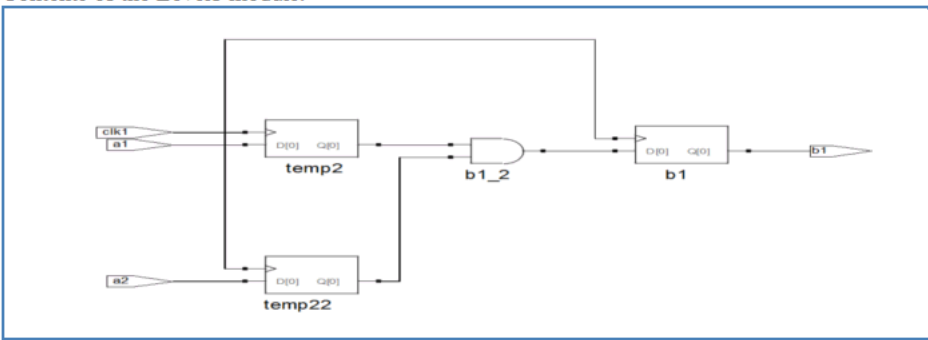 clk1
a1
D[0] Q[0]
temp2
b1_2
D[0] Q[0]
b1
b1
a2
D[0] Q[0]
temp22